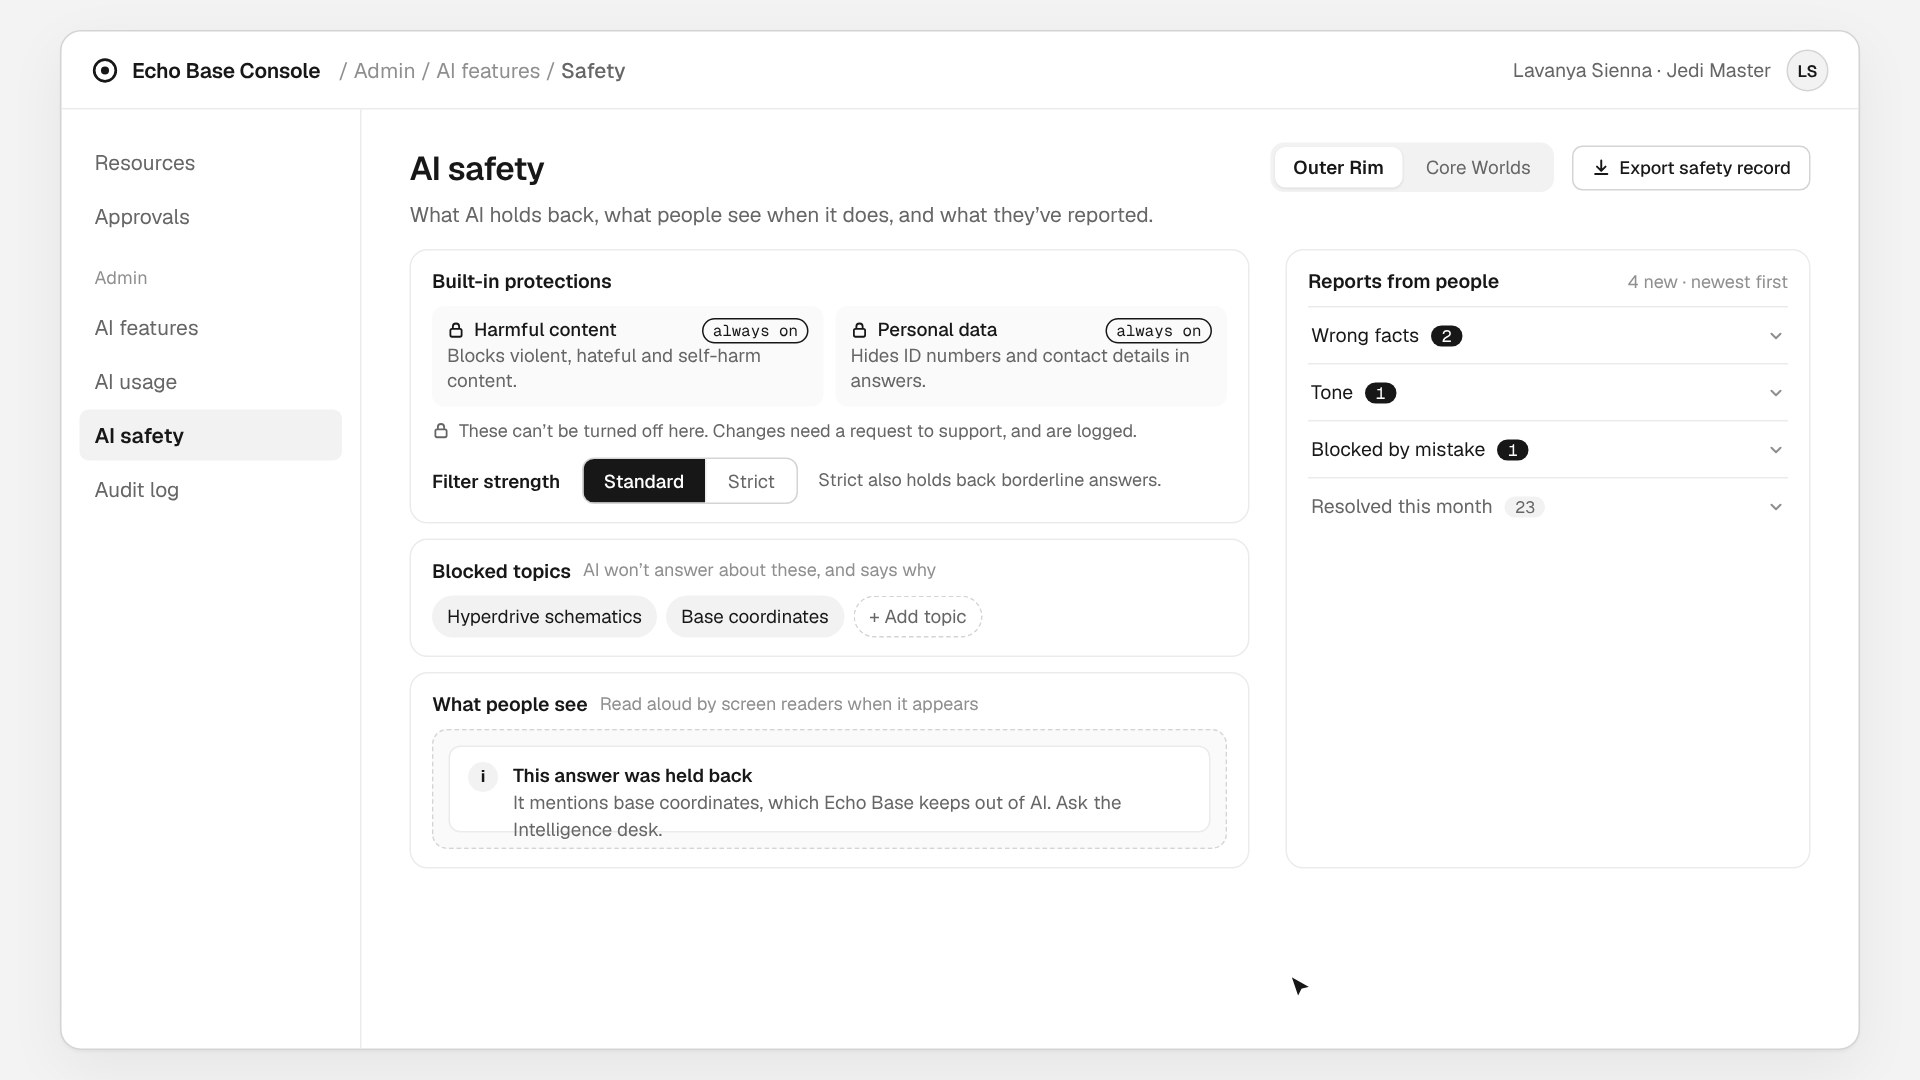 Echo Base Console / Admin / AI features / Safety
Lavanya Sienna · Jedi Master LS
Resources
Approvals
Admin
AI features
AI usage
AI safety
Audit log
AI safety
Outer Rim Core Worlds Export safety record
What AI holds back, what people see when it does, and what they’ve reported.
Built-in protections
Harmful content always on
Blocks violent, hateful and self-harm
content.
Personal data always on
Hides ID numbers and contact details in
answers.
These can’t be turned off here. Changes need a request to support, and are logged.
Filter strength Standard Strict Strict also holds back borderline answers.
Blocked topics AI won’t answer about these, and says why
Hyperdrive schematics Base coordinates + Add topic
What people see Read aloud by screen readers when it appears
i This answer was held back
It mentions base coordinates, which Echo Base keeps out of AI. Ask the
Intelligence desk.
Reports from people 4 new · newest first
Wrong facts 2
Tone 1
Blocked by mistake 1
Resolved this month 23